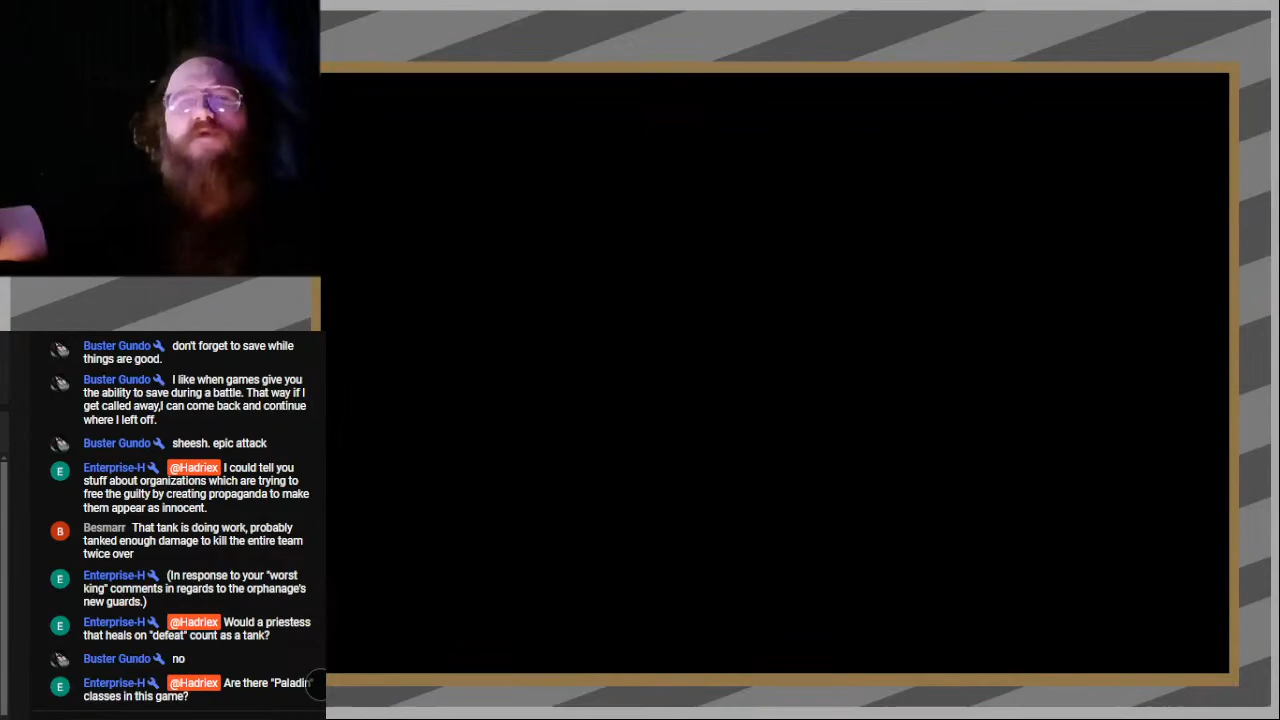 Buster Gundo don't forget to save while
things are good.
Buster Gundo I like when games give you
the ability to save during a battle. That way if I
get called away,I can come back and continue
where I left off.
Buster Gundo sheesh. epic attack
E Enterprise-H @Hadriex I could tell you
stuff about organizations which are trying to
free the guilty by creating propaganda to make
them appear as innocent.
B Besmarr That tank is doing work, probably
tanked enough damage to kill the entire team
twice over
E Enterprise-H (In response to your "worst
king" comments in regards to the orphanage's
new guards.)
E Enterprise-H @Hadriex Would a priestess
that heals on "defeat" count as a tank?
Buster Gundo no
E Enterprise-H @Hadriex Are there "Paladin"
classes in this game?